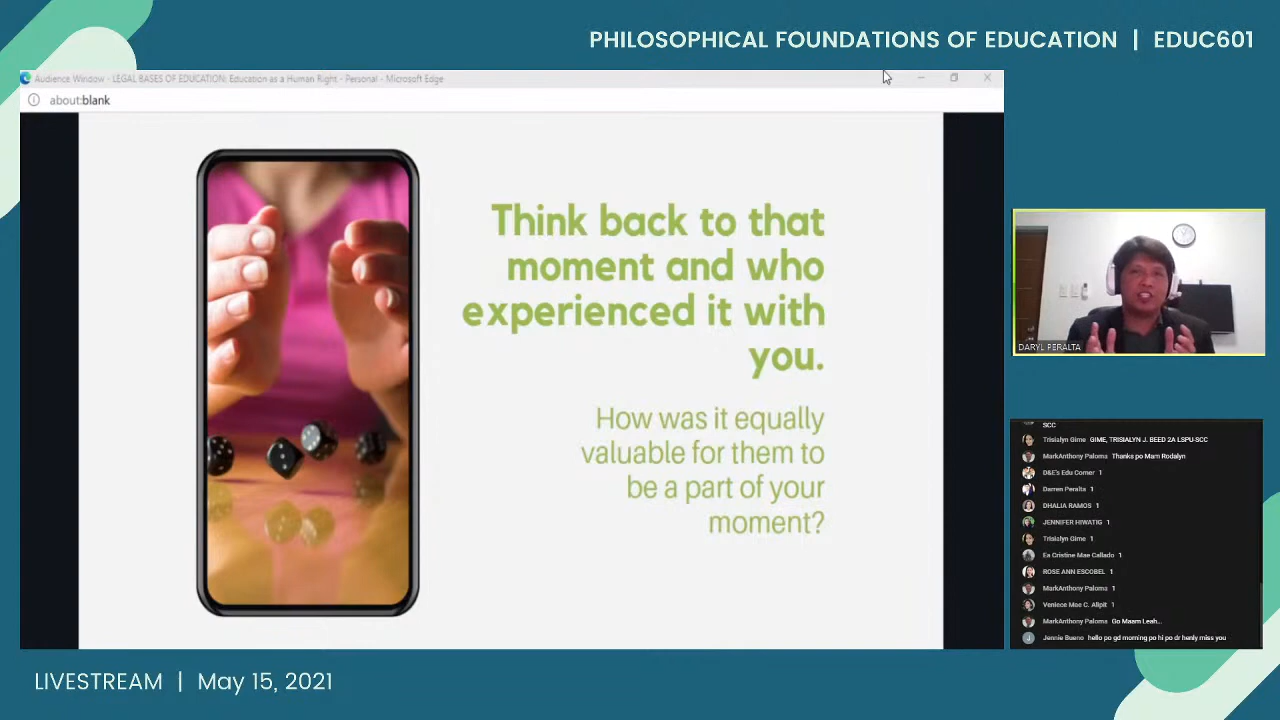 PHILOSOPHICAL FOUNDATIONS OF EDUCATION | EDUC601
Audience Window - LEGAL BASES OF EDUCATION: Education as a Human Right - Personal - Microsoft Edge
about:blank
Think back to that
moment and who
experienced it with
you.
How was it equally
valuable for them to
be a part of your
moment?
DARYL PERALTA
SCC
Trisialyn Gime GIME, TRISIALYN J. BEED 2A LSPU-SCC
MarkAnthony Paloma Thanks po Mam Rodalyn
D&E's Edu Corner 1
Darren Peralta 1
DHALIA RAMOS 1
JENNIFER HIWATIG 1
Trisialyn Gime 1
Ea Cristine Mae Callado 1
ROSE ANN ESCOBEL 1
MarkAnthony Paloma 1
Veniece Mae C. Alipit 1
MarkAnthony Paloma Go Maam Leah...
J Jennie Bueno hello po gd morning po hi po dr henly miss you
LIVESTREAM | May 15, 2021